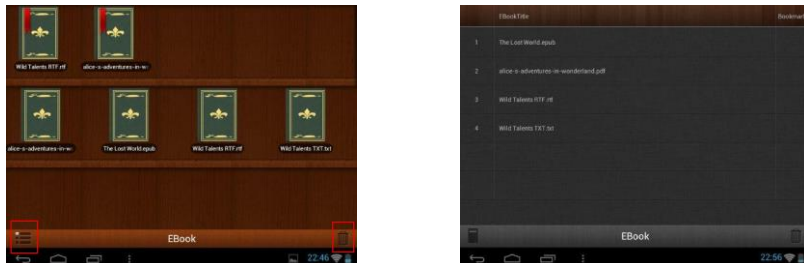 Wild Talents RTF.rtf
alice-s-adventures-in-w
alice-s-adventures-in-w
The Lost World.epub
Wild Talents RTF.rtf
Wild Talents TXT.txt
EBook
22:46
EBookTitle
Bookmar
1 The Lost World.epub
2 alice-s-adventures-in-wonderland.pdf
3 Wild Talents RTF.rtf
4 Wild Talents TXT.txt
EBook
22:56